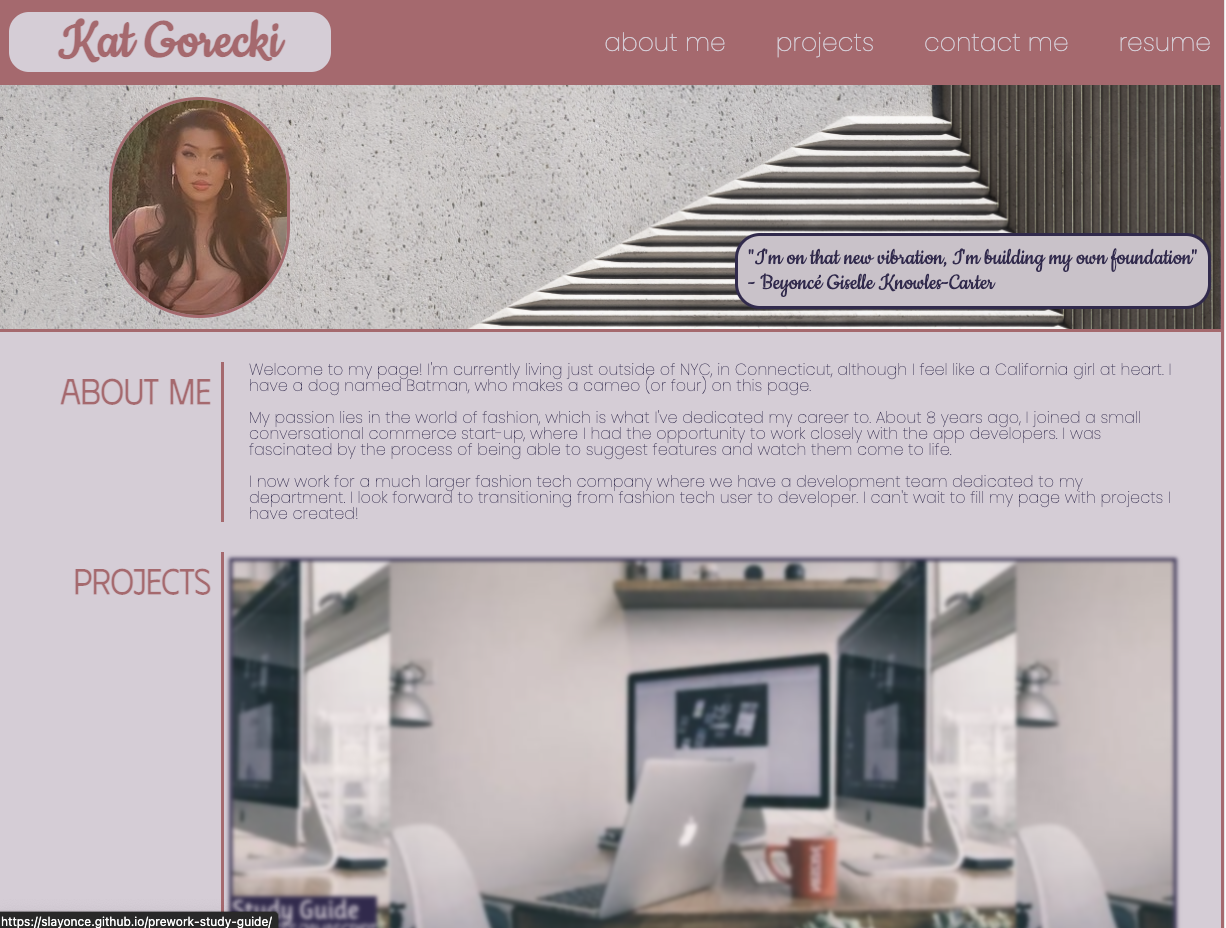 Kat Gorecki
about me projects contact me resume
"I'm on that new vibration, I'm building my own foundation"
- Beyoncé Giselle Knowles-Carter
ABOUT ME
Welcome to my page! I'm currently living just outside of NYC, in Connecticut, although I feel like a California girl at heart. I
have a dog named Batman, who makes a cameo (or four) on this page.
My passion lies in the world of fashion, which is what I've dedicated my career to. About 8 years ago, I joined a small
conversational commerce start-up, where I had the opportunity to work closely with the app developers. I was
fascinated by the process of being able to suggest features and watch them come to life.
I now work for a much larger fashion tech company where we have a development team dedicated to my
department. I look forward to transitioning from fashion tech user to developer. I can't wait to fill my page with projects I
have created!
PROJECTS
Study Guide
https://slayonce.github.io/prework-study-guide/